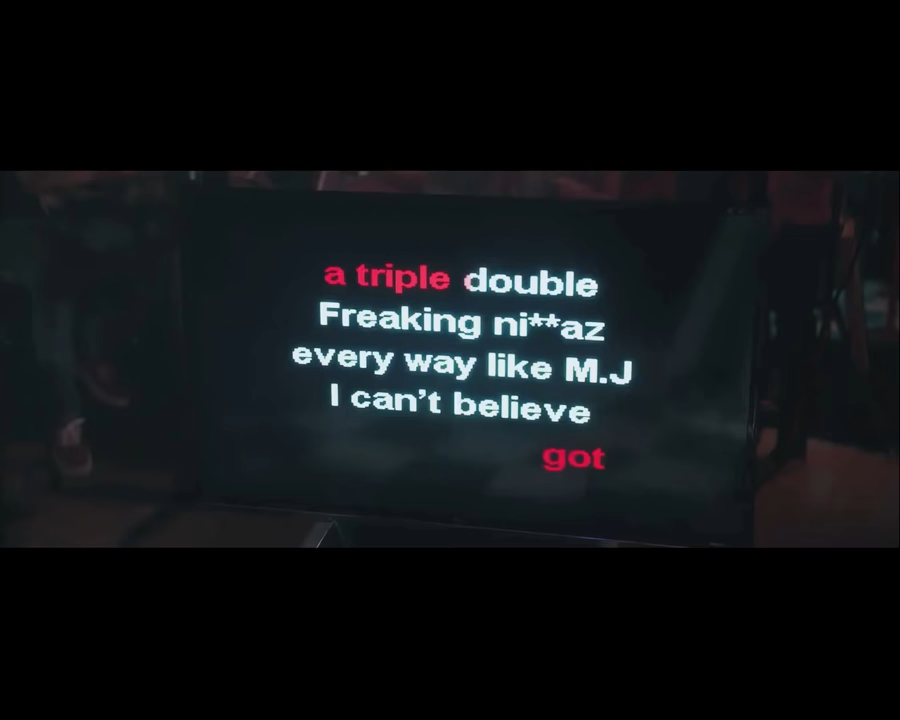 a triple double
Freaking ni**az
every way like M.J
I can't believe
got